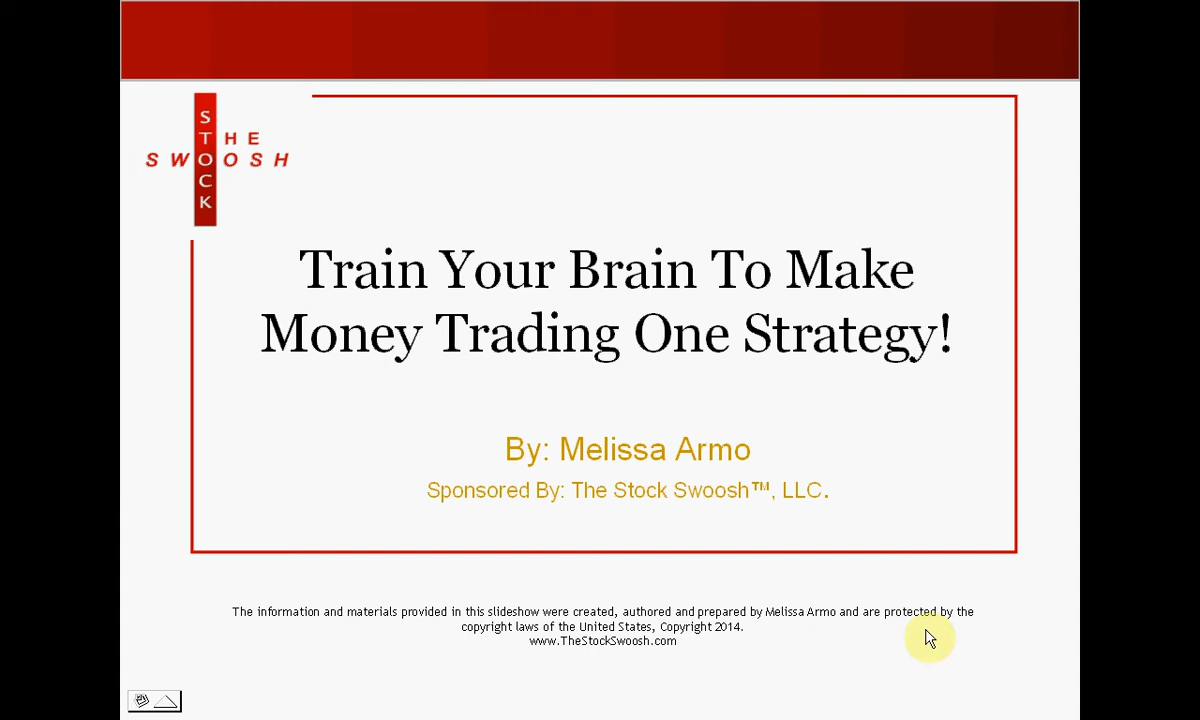 STOCK
THE
SWOOSH
Train Your Brain To Make
Money Trading One Strategy!
By: Melissa Armo
Sponsored By: The Stock Swoosh™, LLC.
The information and materials provided in this slideshow were created, authored and prepared by Melissa Armo and are protected by the
copyright laws of the United States, Copyright 2014.
www.TheStockSwoosh.com